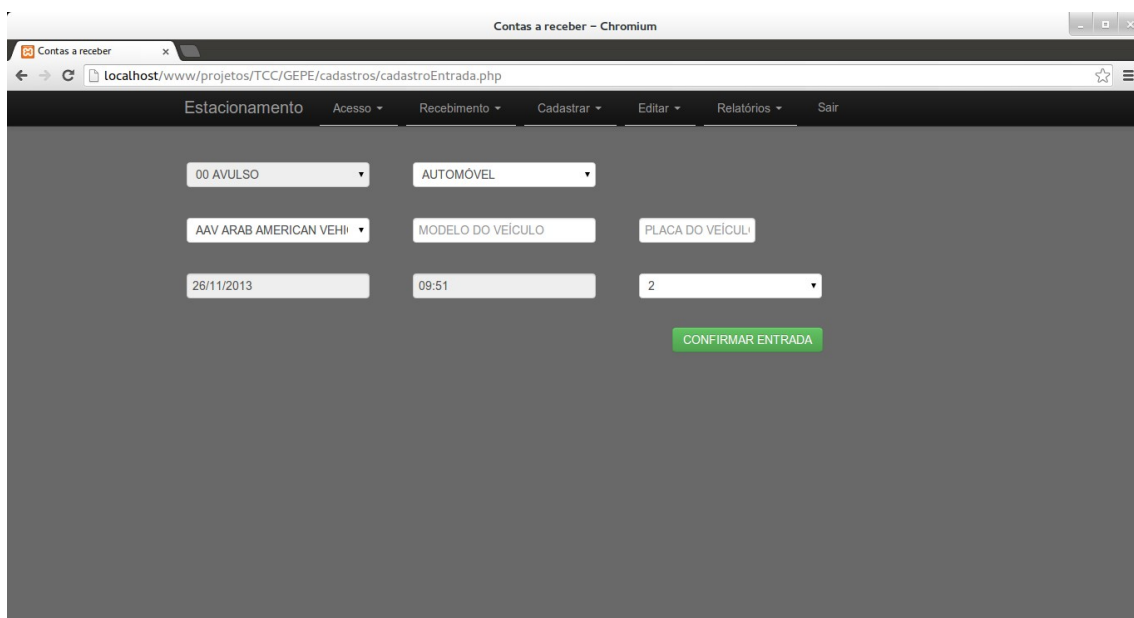 Contas a receber – Chromium
Contas a receber
localhost/www/projetos/TCC/GEPE/cadastros/cadastroEntrada.php
Estacionamento Acesso Recebimento Cadastrar Editar Relatórios Sair
00 AVULSO AUTOMÓVEL
AAV ARAB AMERICAN VEHI MODELO DO VEÍCULO PLACA DO VEÍCUL
26/11/2013 09:51 2
CONFIRMAR ENTRADA